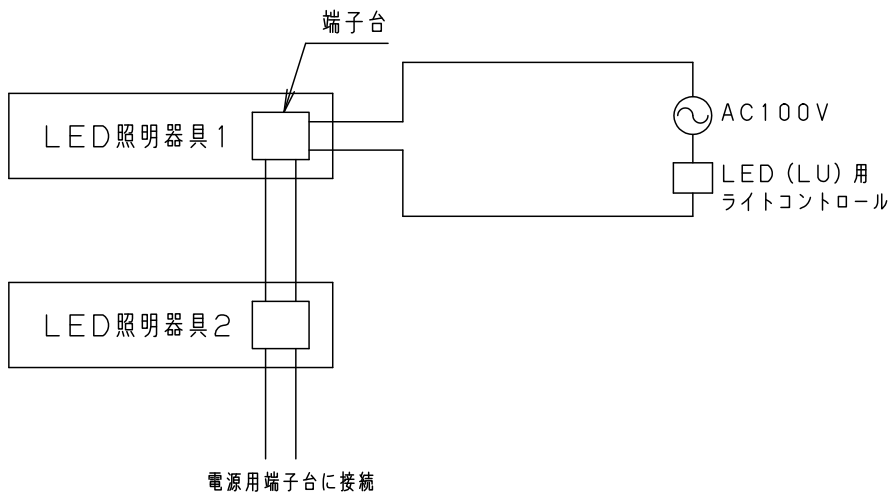 端子台
LED照明器具1
AC100V
LED(LU)用
ライトコントロール
LED照明器具2
電源用端子台に接続